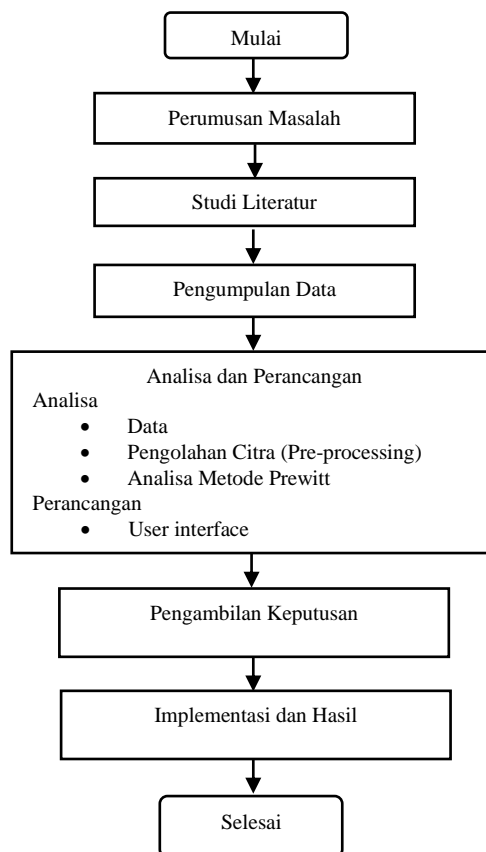 Mulai
Perumusan Masalah
Studi Literatur
Pengumpulan Data
Analisa dan Perancangan
Analisa
• Data
• Pengolahan Citra (Pre-processing)
• Analisa Metode Prewitt
Perancangan
• User interface
Pengambilan Keputusan
Implementasi dan Hasil
Selesai